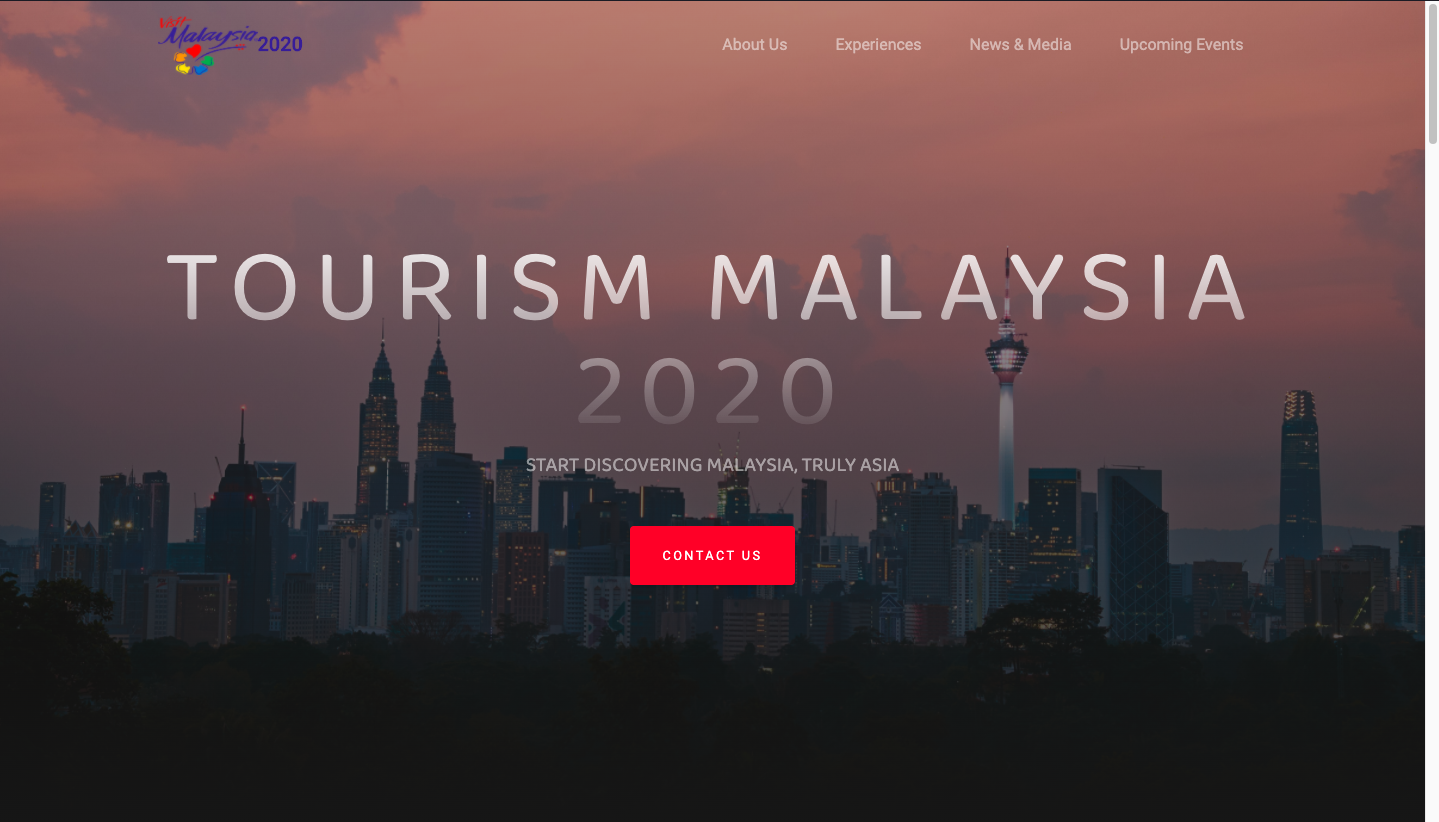 Visit
Malaysia 2020
About Us
Experiences
News & Media
Upcoming Events
TOURISM MALAYSIA
2020
START DISCOVERING MALAYSIA, TRULY ASIA
CONTACT US